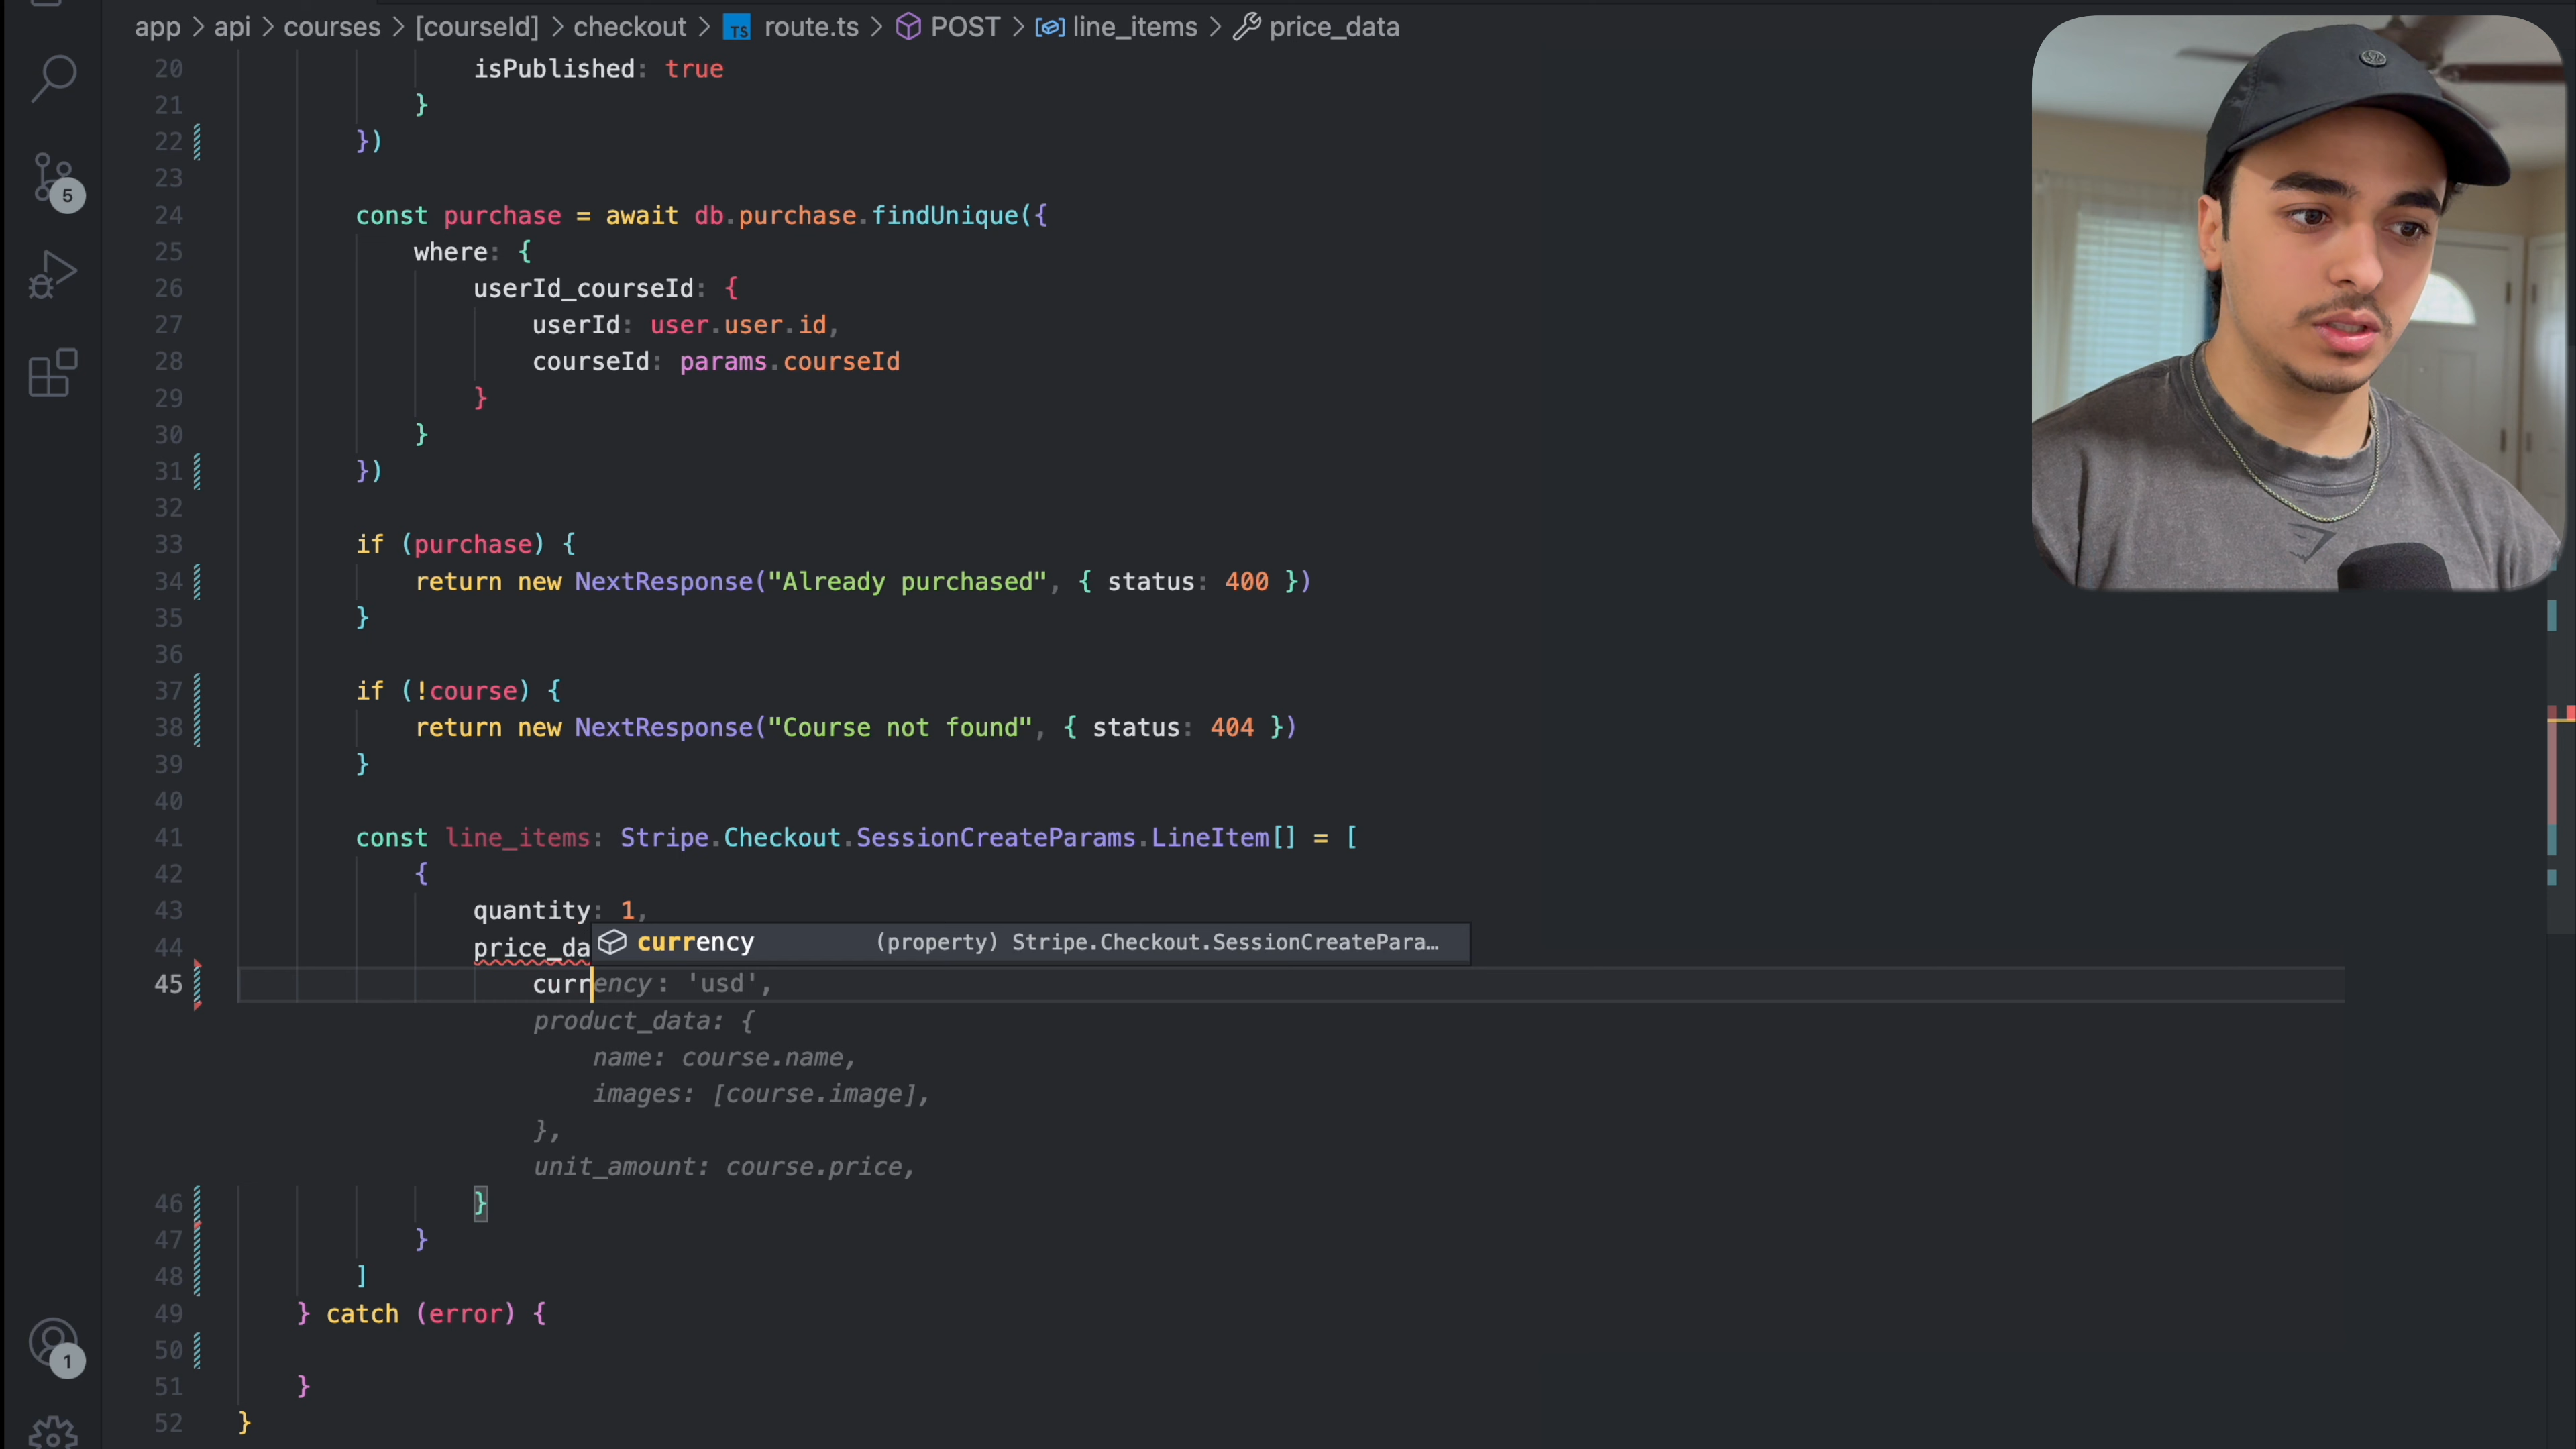 app > api > courses > [courseId] > checkout > TS route.ts > POST > line_items > price_data
20 isPublished: true
21 }
22 })
23
24 const purchase = await db.purchase.findUnique({
25 where: {
26 userId_courseId: {
27 userId: user.user.id,
28 courseId: params.courseId
29 }
30 }
31 })
32
33 if (purchase) {
34 return new NextResponse("Already purchased", { status: 400 })
35 }
36
37 if (!course) {
38 return new NextResponse("Course not found", { status: 404 })
39 }
40
41 const line_items: Stripe.Checkout.SessionCreateParams.LineItem[] = [
42 {
43 quantity: 1,
44 price_da
currency (property) Stripe.Checkout.SessionCreatePara…
45 currency: 'usd',
product_data: {
name: course.name,
images: [course.image],
},
unit_amount: course.price,
46 }
47 }
48 ]
49 } catch (error) {
50
51 }
52 }
5
1